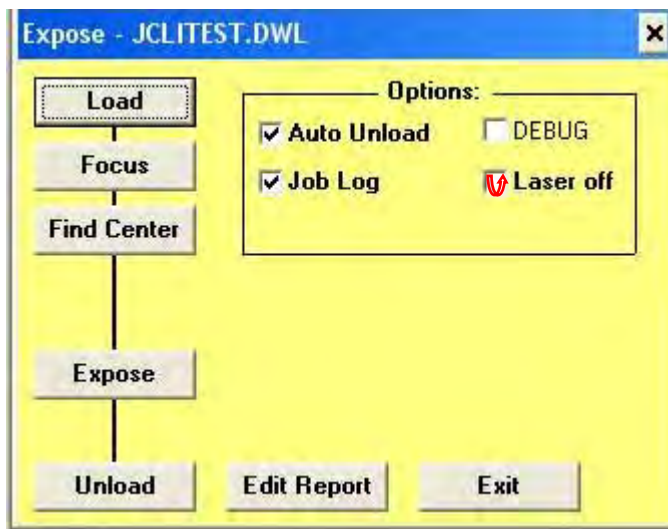 Expose - JCLITEST.DWL
Load
Options:
Auto Unload
DEBUG
Focus
Job Log
Laser off
Find Center
Expose
Unload
Edit Report
Exit